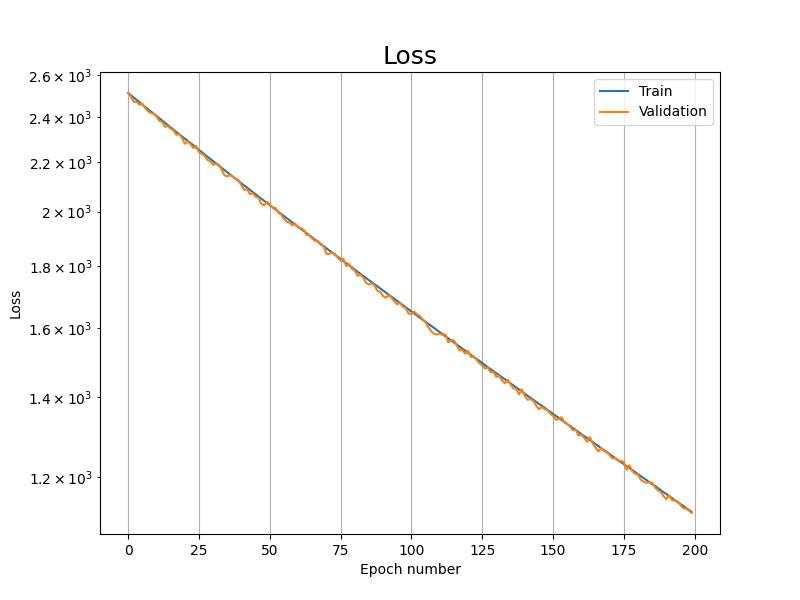 Loss
2.6 × 10³
2.4 × 10³
2.2 × 10³
2 × 10³
1.8 × 10³
1.6 × 10³
1.4 × 10³
1.2 × 10³
Loss
Train
Validation
0 25 50 75 100 125 150 175 200
Epoch number